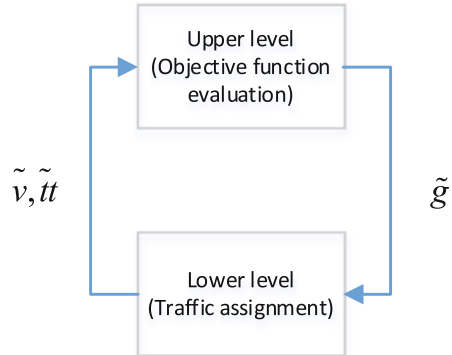 Upper level
(Objective function
evaluation)
ṽ, t̃t
g̃
Lower level
(Traffic assignment)